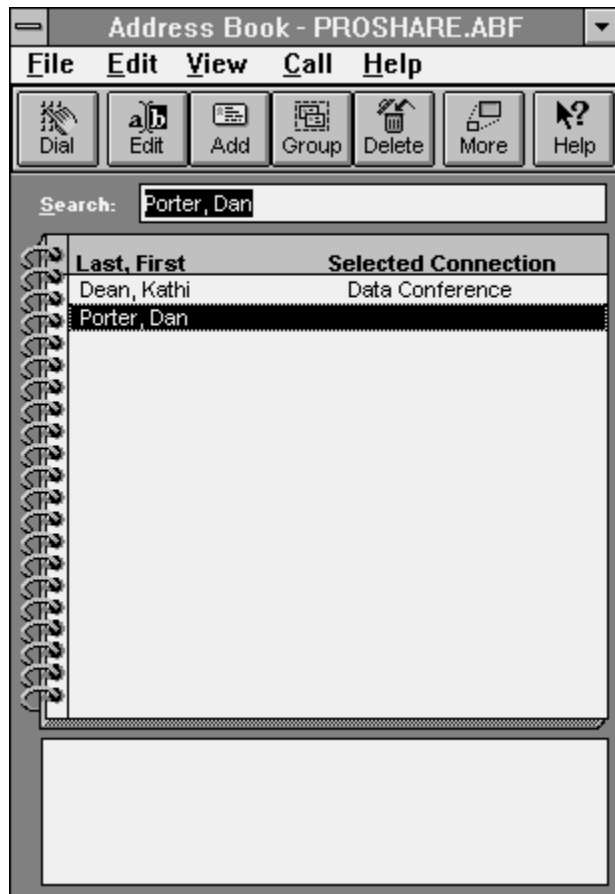 Address Book - PROSHARE.ABF
File Edit View Call Help
Dial Edit Add Group Delete More Help
Search: Porter, Dan
Last, First Selected Connection
Dean, Kathi Data Conference
Porter, Dan